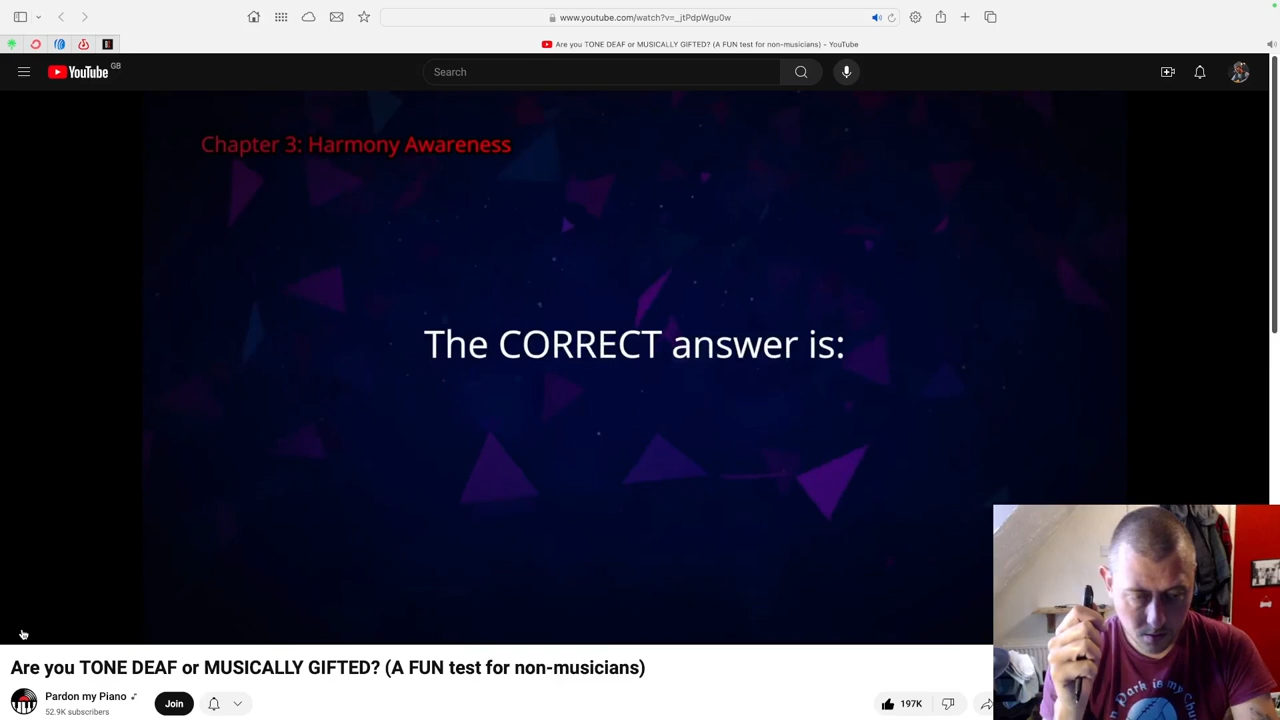 www.youtube.com/watch?v=_jtPdpWgu0w
Are you TONE DEAF or MUSICALLY GIFTED? (A FUN test for non-musicians) - YouTube
YouTube GB
Search
Chapter 3: Harmony Awareness
The CORRECT answer is:
Are you TONE DEAF or MUSICALLY GIFTED? (A FUN test for non-musicians)
Pardon my Piano
52.9K subscribers
Join
197K